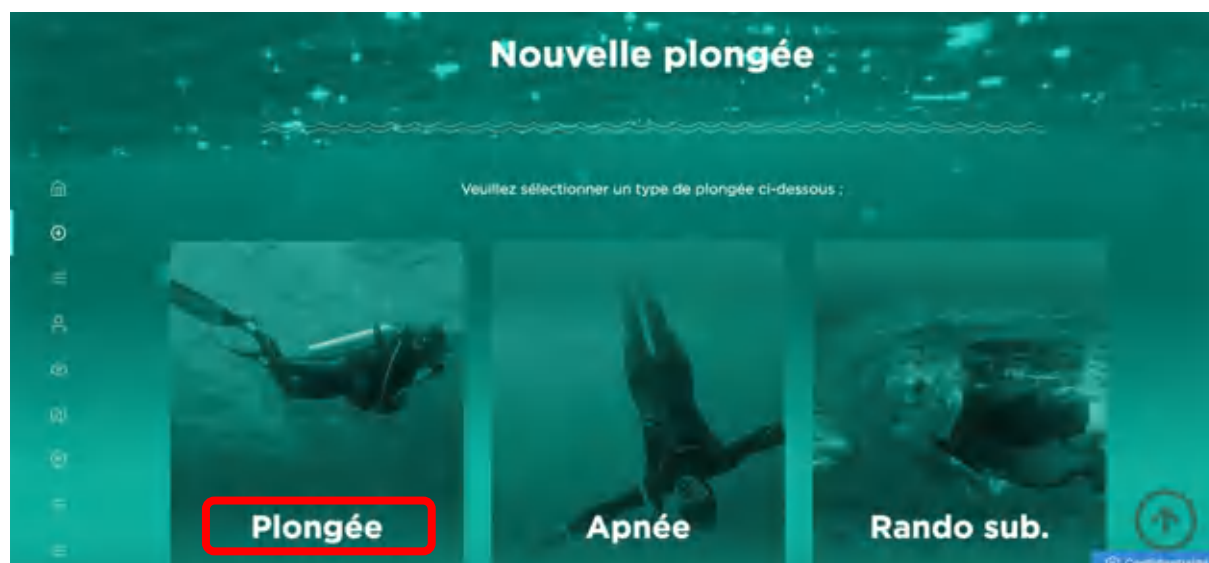 Nouvelle plongée
Veuillez sélectionner un type de plongée ci-dessous :
Plongée
Apnée
Rando sub.